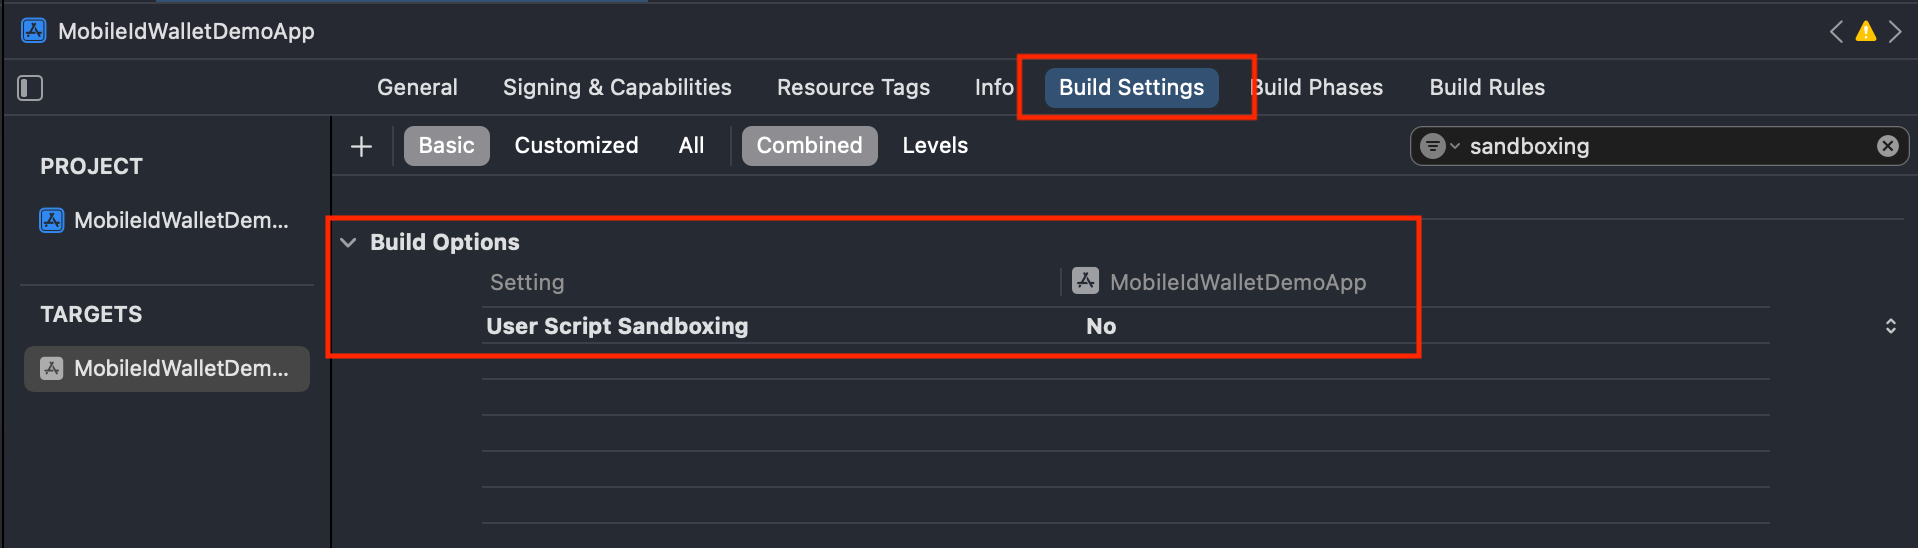 MobileIdWalletDemoApp
General Signing & Capabilities Resource Tags Info Build Settings Build Phases Build Rules
Basic Customized All Combined Levels sandboxing
PROJECT
MobileIdWalletDem...
TARGETS
MobileIdWalletDem...
Build Options
Setting MobileIdWalletDemoApp
User Script Sandboxing No